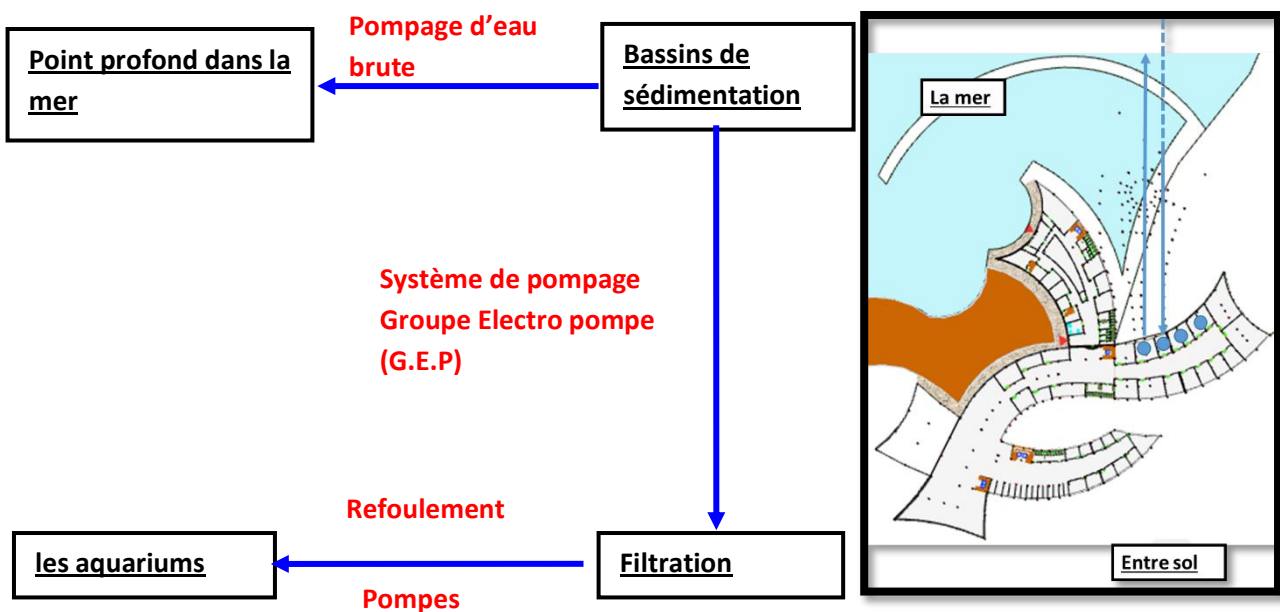 Point profond dans la
mer
Pompage d’eau
brute
Bassins de
sédimentation
Système de pompage
Groupe Electro pompe
(G.E.P)
les aquariums
Refoulement
Pompes
Filtration
La mer
Entre sol